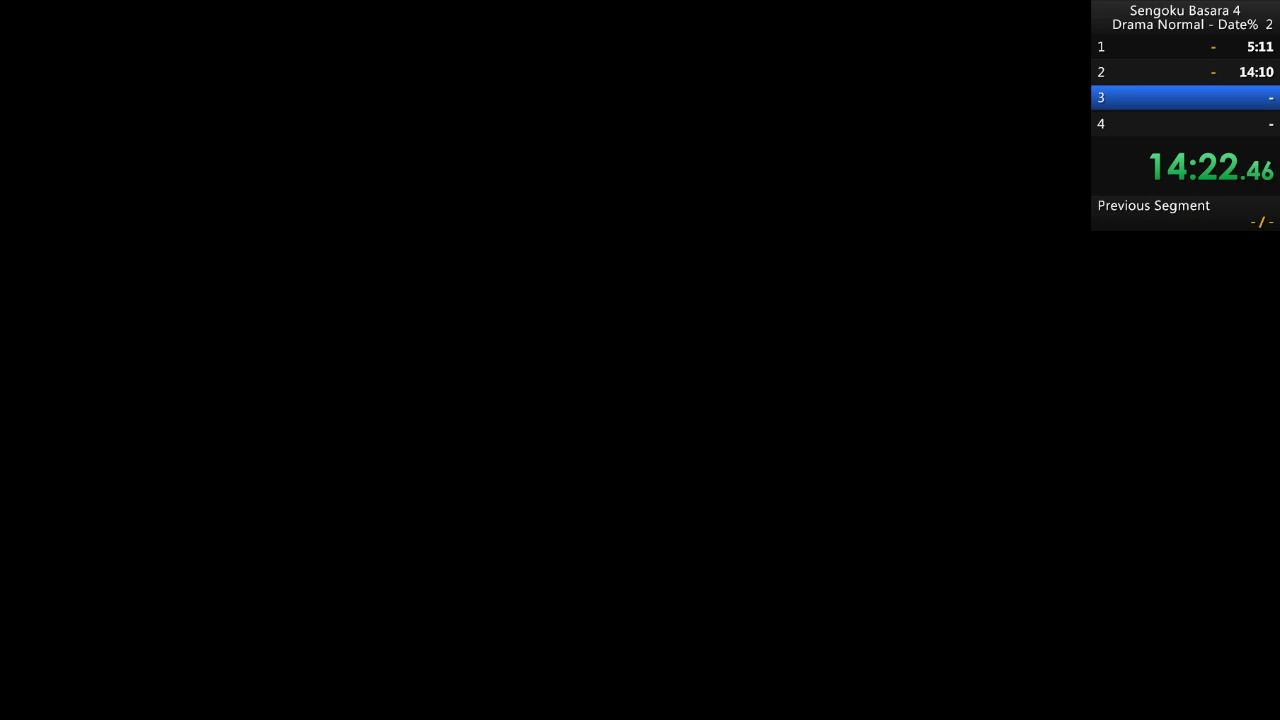 Sengoku Basara 4
Drama Normal - Date% 2
1 - 5:11
2 - 14:10
3 -
4 -
14:22.46
Previous Segment
- / -